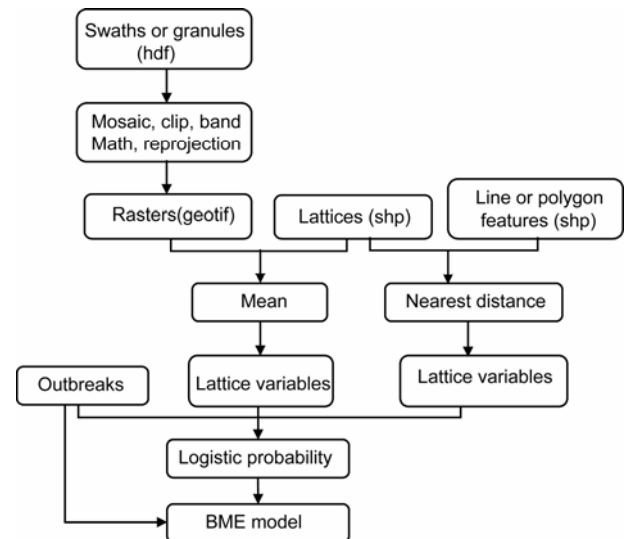 Swaths or granules
(hdf)
Mosaic, clip, band
Math, reprojection
Rasters(geotif)
Lattices (shp)
Line or polygon
features (shp)
Mean
Nearest distance
Outbreaks
Lattice variables
Lattice variables
Logistic probability
BME model